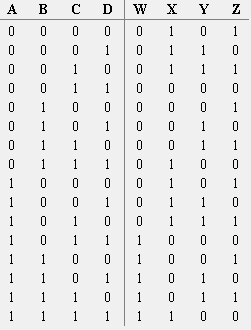 A B C D W X Y Z
0 0 0 0 0 1 0 1
0 0 0 1 0 1 1 0
0 0 1 0 0 1 1 1
0 0 1 1 0 0 0 0
0 1 0 0 0 0 0 1
0 1 0 1 0 0 1 0
0 1 1 0 0 0 1 1
0 1 1 1 0 1 0 0
1 0 0 0 0 1 0 1
1 0 0 1 0 1 1 0
1 0 1 0 0 1 1 1
1 0 1 1 1 0 0 0
1 1 0 0 1 0 0 1
1 1 0 1 1 0 1 0
1 1 1 0 1 0 1 1
1 1 1 1 1 1 0 0